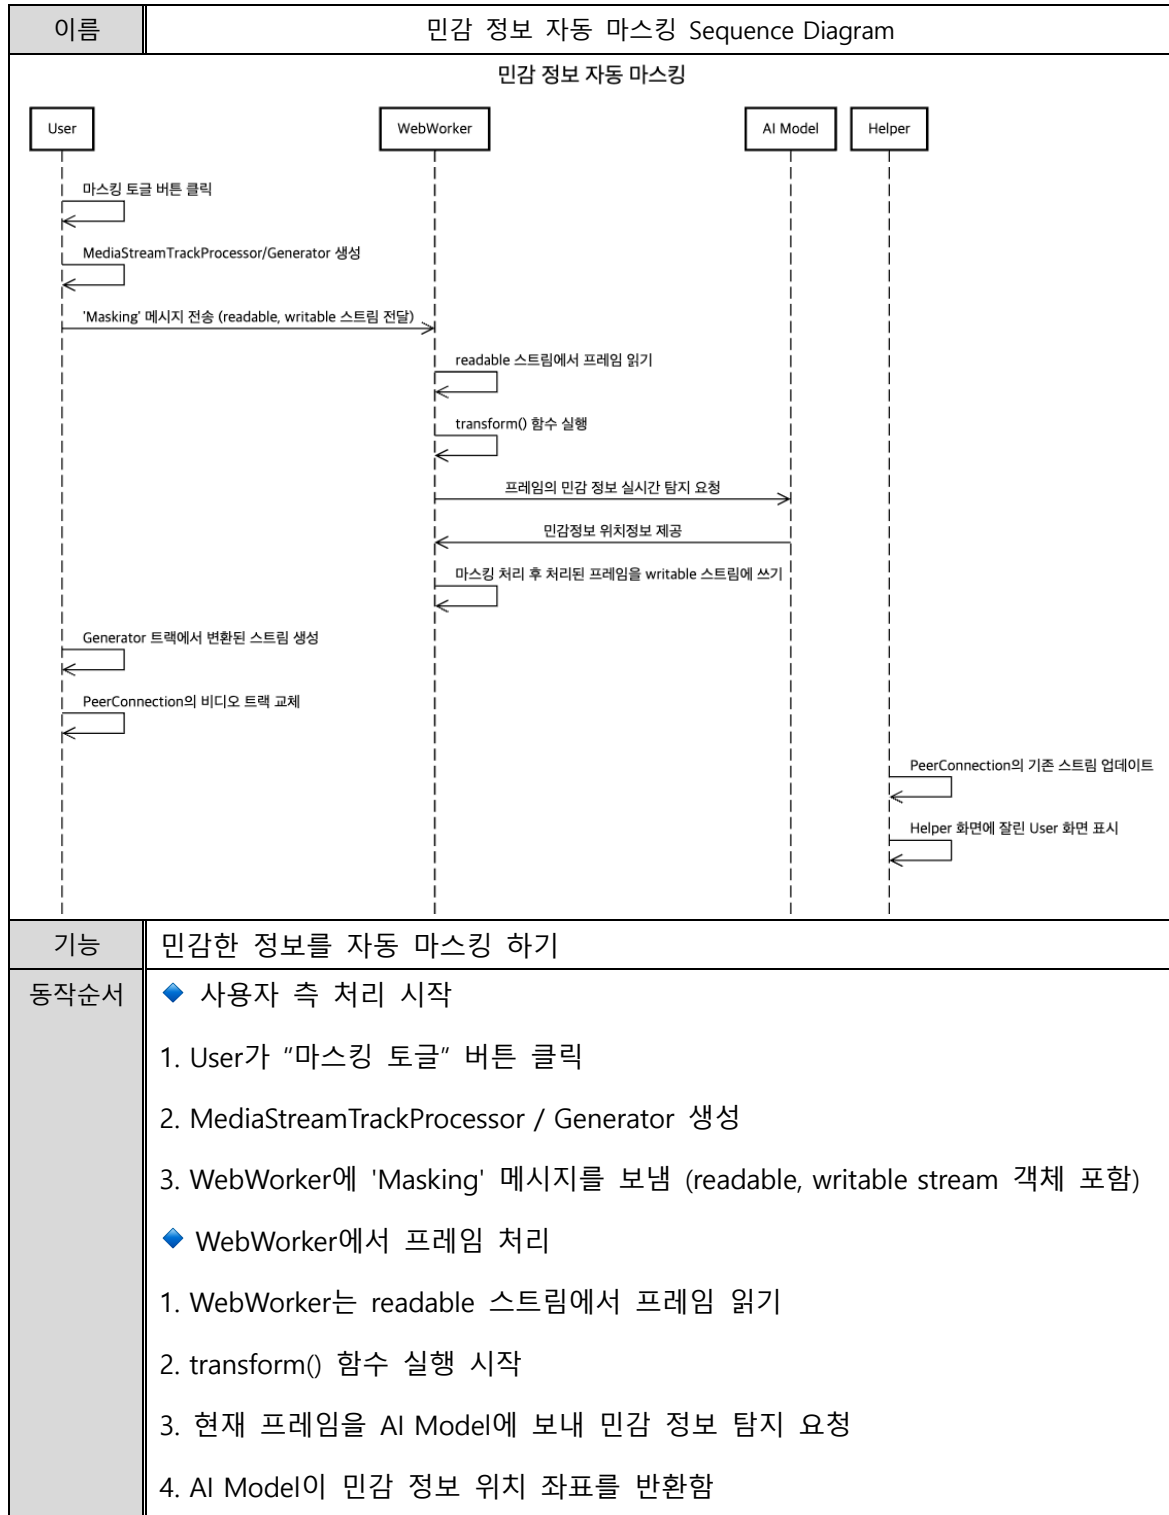 이름
민감 정보 자동 마스킹 Sequence Diagram
민감 정보 자동 마스킹
User
WebWorker
AI Model
Helper
마스킹 토글 버튼 클릭
MediaStreamTrackProcessor/Generator 생성
'Masking' 메시지 전송 (readable, writable 스트림 전달)
readable 스트림에서 프레임 읽기
transform() 함수 실행
프레임의 민감 정보 실시간 탐지 요청
민감정보 위치정보 제공
마스킹 처리 후 처리된 프레임을 writable 스트림에 쓰기
Generator 트랙에서 변환된 스트림 생성
PeerConnection의 비디오 트랙 교체
PeerConnection의 기존 스트림 업데이트
Helper 화면에 잘린 User 화면 표시
기능
민감한 정보를 자동 마스킹 하기
동작순서
사용자 측 처리 시작
1. User가 “마스킹 토글” 버튼 클릭
2. MediaStreamTrackProcessor / Generator 생성
3. WebWorker에 'Masking' 메시지를 보냄 (readable, writable stream 객체 포함)
WebWorker에서 프레임 처리
1. WebWorker는 readable 스트림에서 프레임 읽기
2. transform() 함수 실행 시작
3. 현재 프레임을 AI Model에 보내 민감 정보 탐지 요청
4. AI Model이 민감 정보 위치 좌표를 반환함